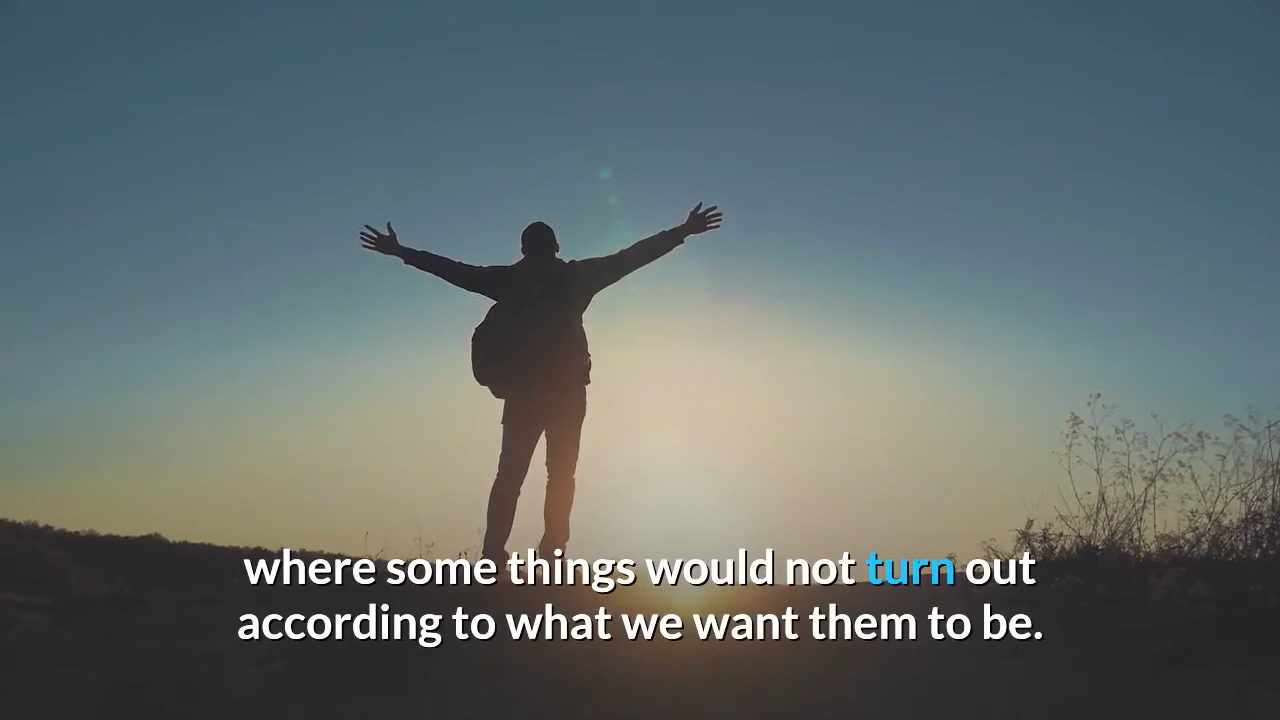 where some things would not turn out
according to what we want them to be.